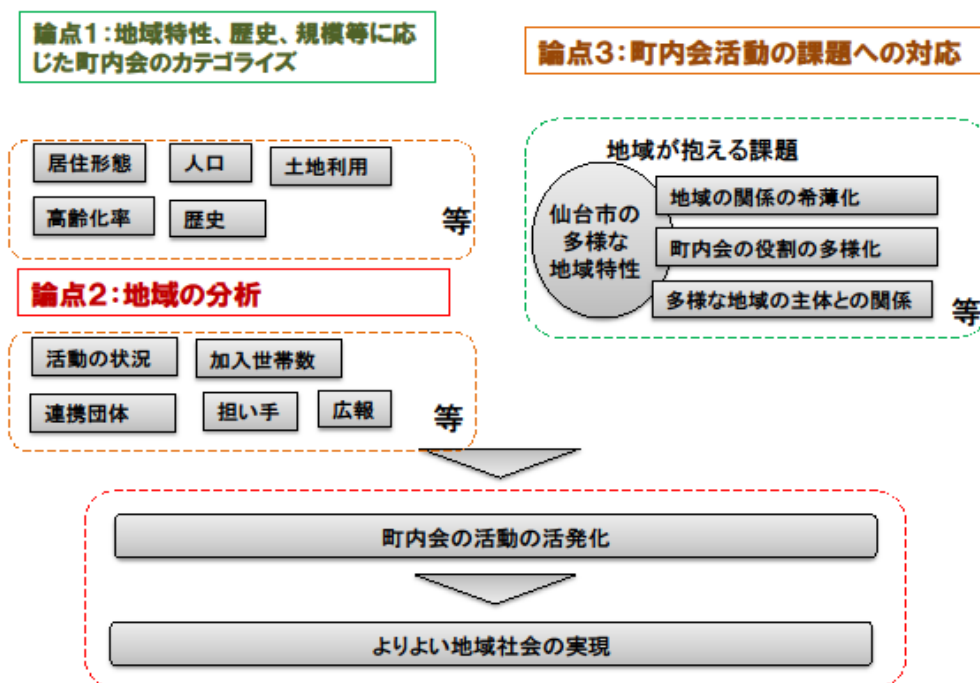 論点1:地域特性、歴史、規模等に応
じた町内会のカテゴライズ
居住形態
人口
土地利用
高齢化率
歴史
等
論点2:地域の分析
活動の状況
加入世帯数
連携団体
担い手
広報
等
論点3:町内会活動の課題への対応
地域が抱える課題
仙台市の
多様な
地域特性
地域の関係の希薄化
町内会の役割の多様化
多様な地域の主体との関係
等
町内会の活動の活発化
よりよい地域社会の実現